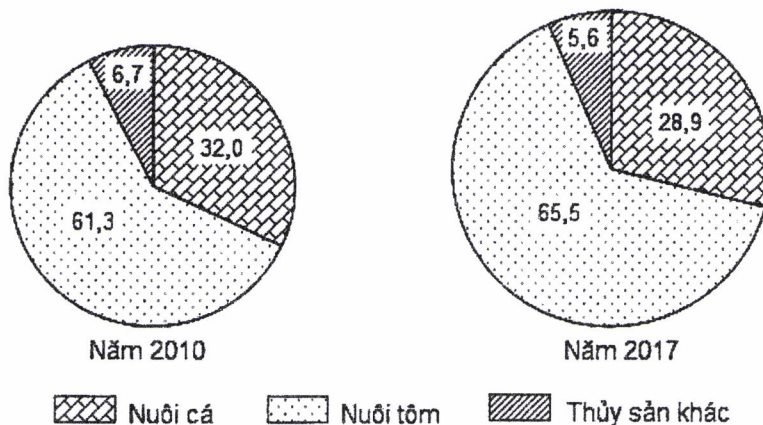 6,7
32,0
61,3
5,6
28,9
65,5
Năm 2010
Năm 2017
Nuôi cá
Nuôi tôm
Thủy sản khác